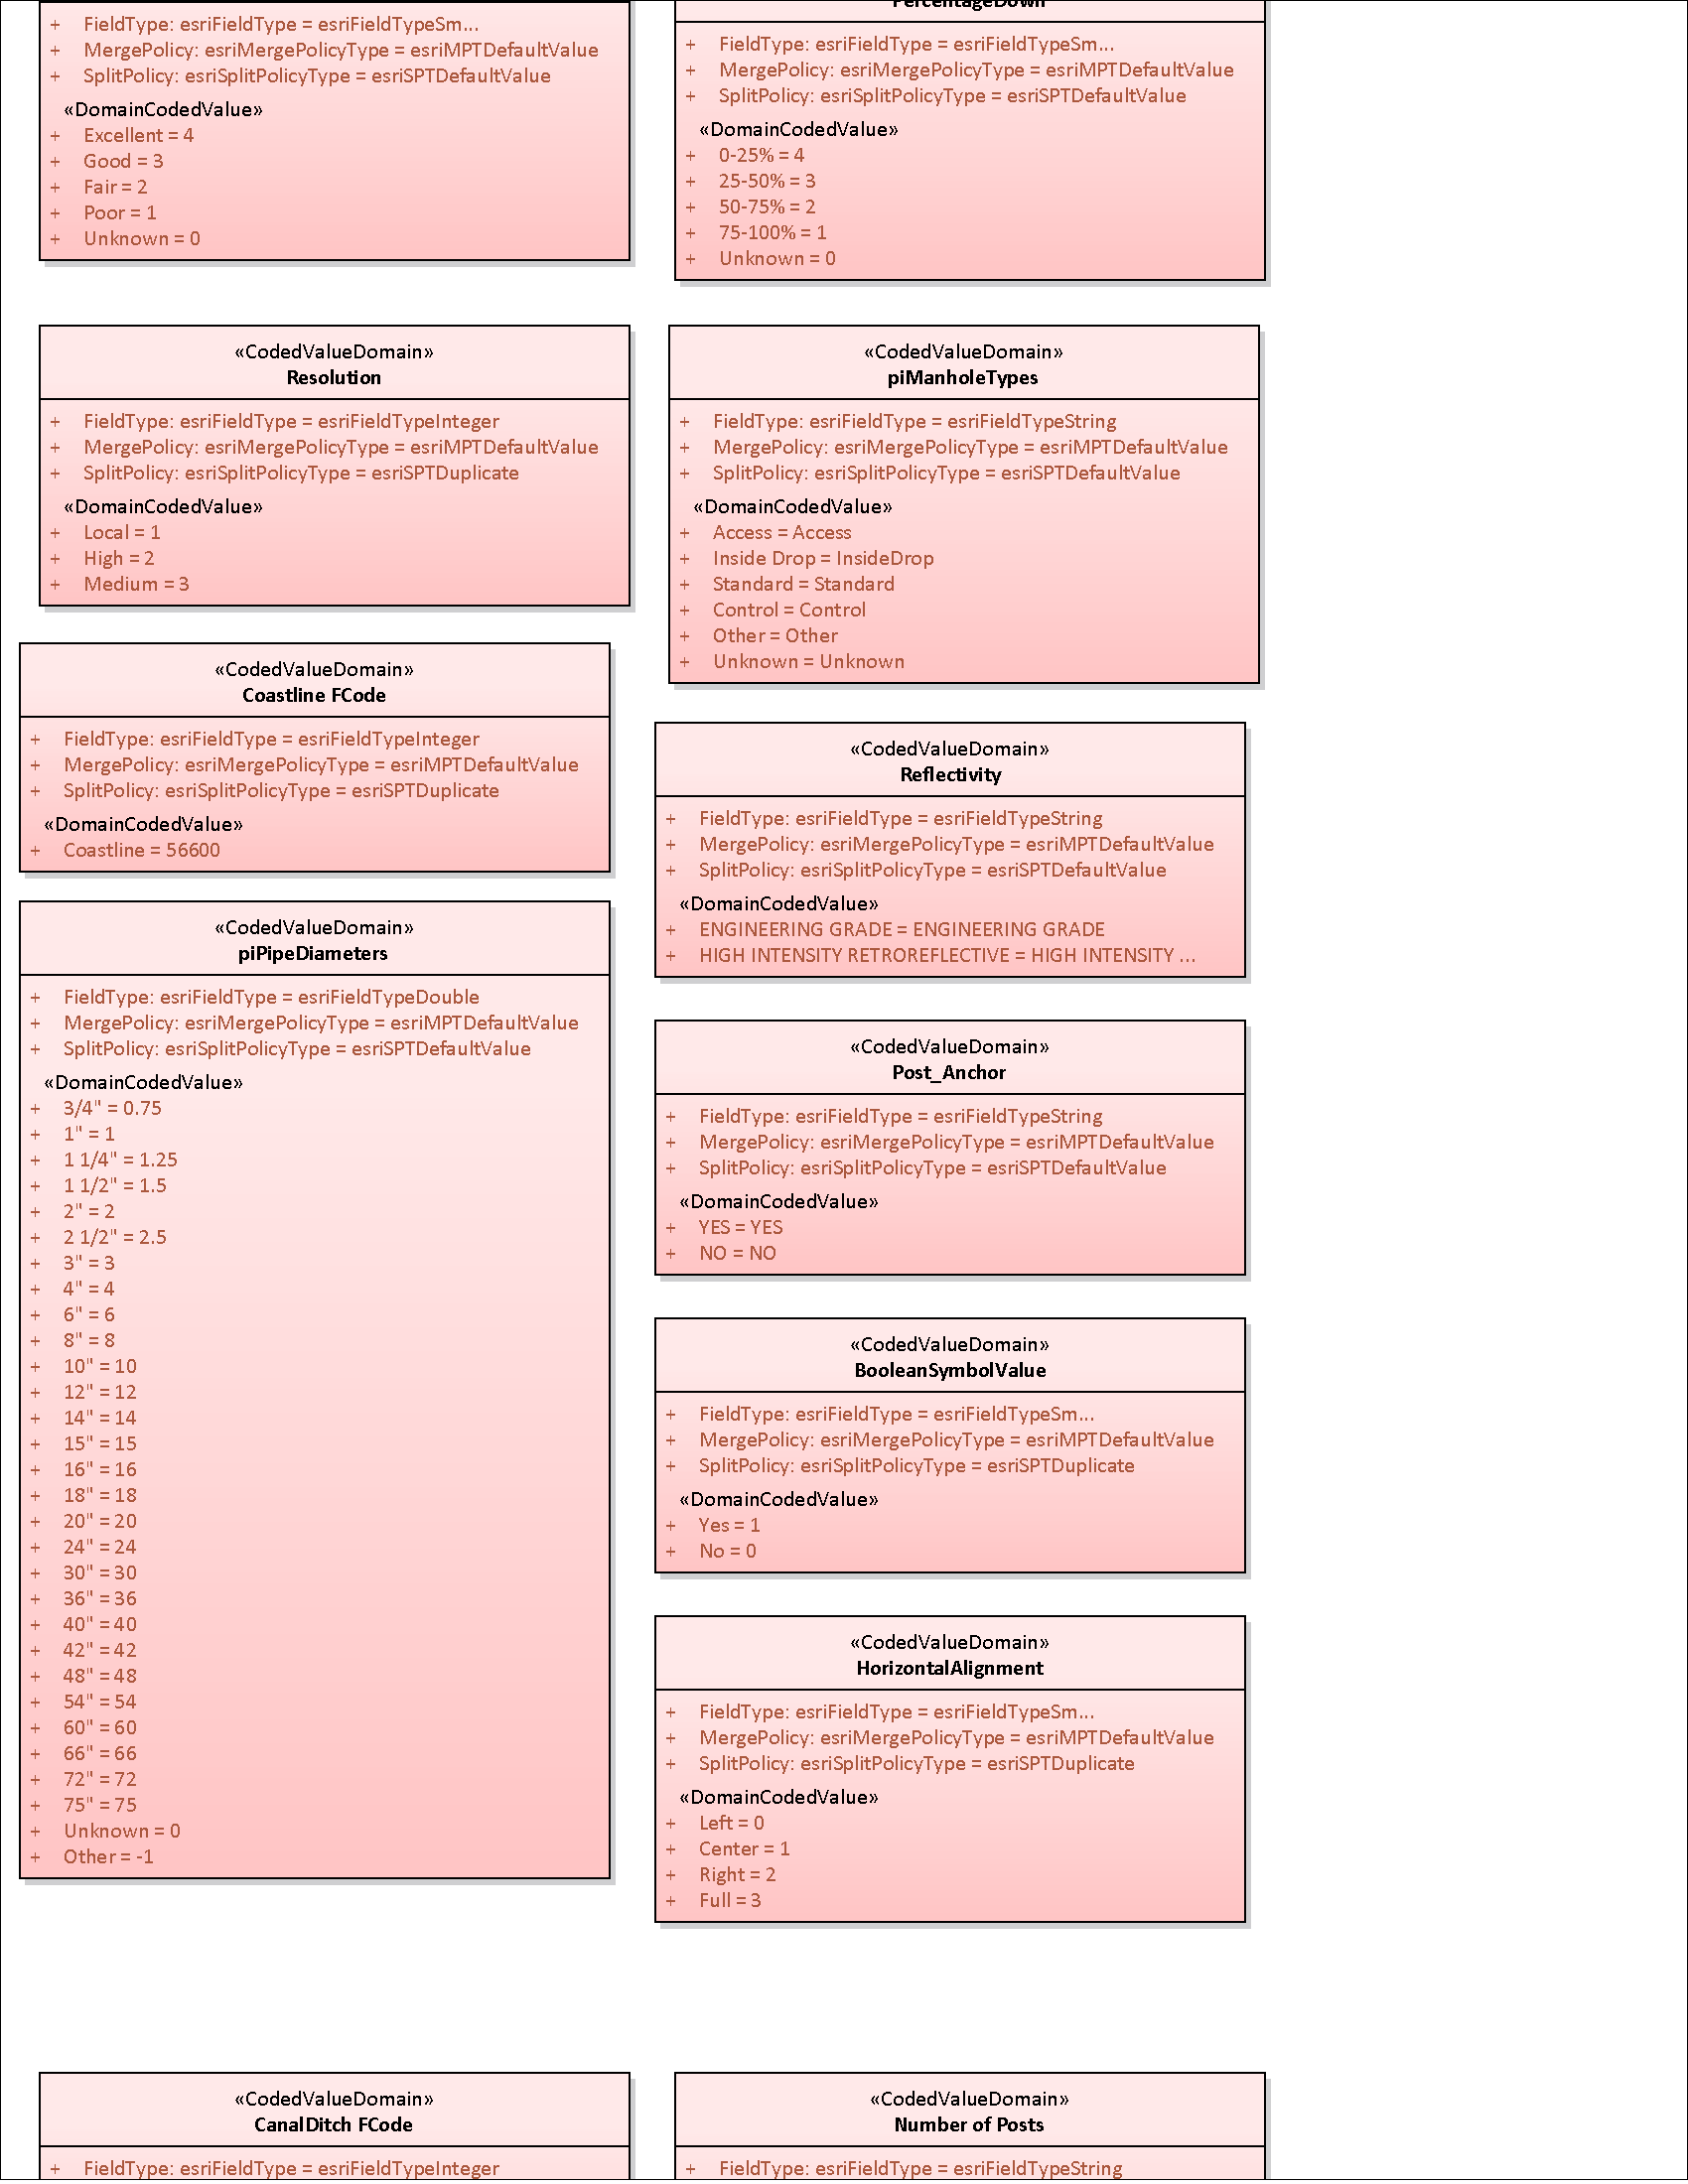 + FieldType: esriFieldType = esriFieldTypeSm...
+ MergePolicy: esriMergePolicyType = esriMPTDefaultValue
+ SplitPolicy: esriSplitPolicyType = esriSPTDefaultValue
«DomainCodedValue»
+ Excellent = 4
+ Good = 3
+ Fair = 2
+ Poor = 1
+ Unknown = 0
PercentageDown
+ FieldType: esriFieldType = esriFieldTypeSm...
+ MergePolicy: esriMergePolicyType = esriMPTDefaultValue
+ SplitPolicy: esriSplitPolicyType = esriSPTDefaultValue
«DomainCodedValue»
+ 0-25% = 4
+ 25-50% = 3
+ 50-75% = 2
+ 75-100% = 1
+ Unknown = 0
«CodedValueDomain»
Resolution
+ FieldType: esriFieldType = esriFieldTypeInteger
+ MergePolicy: esriMergePolicyType = esriMPTDefaultValue
+ SplitPolicy: esriSplitPolicyType = esriSPTDuplicate
«DomainCodedValue»
+ Local = 1
+ High = 2
+ Medium = 3
«CodedValueDomain»
piManholeTypes
+ FieldType: esriFieldType = esriFieldTypeString
+ MergePolicy: esriMergePolicyType = esriMPTDefaultValue
+ SplitPolicy: esriSplitPolicyType = esriSPTDefaultValue
«DomainCodedValue»
+ Access = Access
+ Inside Drop = InsideDrop
+ Standard = Standard
+ Control = Control
+ Other = Other
+ Unknown = Unknown
«CodedValueDomain»
Coastline FCode
+ FieldType: esriFieldType = esriFieldTypeInteger
+ MergePolicy: esriMergePolicyType = esriMPTDefaultValue
+ SplitPolicy: esriSplitPolicyType = esriSPTDuplicate
«DomainCodedValue»
+ Coastline = 56600
«CodedValueDomain»
Reflectivity
+ FieldType: esriFieldType = esriFieldTypeString
+ MergePolicy: esriMergePolicyType = esriMPTDefaultValue
+ SplitPolicy: esriSplitPolicyType = esriSPTDefaultValue
«DomainCodedValue»
+ ENGINEERING GRADE = ENGINEERING GRADE
+ HIGH INTENSITY RETROREFLECTIVE = HIGH INTENSITY ...
«CodedValueDomain»
piPipeDiameters
+ FieldType: esriFieldType = esriFieldTypeDouble
+ MergePolicy: esriMergePolicyType = esriMPTDefaultValue
+ SplitPolicy: esriSplitPolicyType = esriSPTDefaultValue
«DomainCodedValue»
+ 3/4" = 0.75
+ 1" = 1
+ 1 1/4" = 1.25
+ 1 1/2" = 1.5
+ 2" = 2
+ 2 1/2" = 2.5
+ 3" = 3
+ 4" = 4
+ 6" = 6
+ 8" = 8
+ 10" = 10
+ 12" = 12
+ 14" = 14
+ 15" = 15
+ 16" = 16
+ 18" = 18
+ 20" = 20
+ 24" = 24
+ 30" = 30
+ 36" = 36
+ 40" = 40
+ 42" = 42
+ 48" = 48
+ 54" = 54
+ 60" = 60
+ 66" = 66
+ 72" = 72
+ 75" = 75
+ Unknown = 0
+ Other = -1
«CodedValueDomain»
Post_Anchor
+ FieldType: esriFieldType = esriFieldTypeString
+ MergePolicy: esriMergePolicyType = esriMPTDefaultValue
+ SplitPolicy: esriSplitPolicyType = esriSPTDefaultValue
«DomainCodedValue»
+ YES = YES
+ NO = NO
«CodedValueDomain»
BooleanSymbolValue
+ FieldType: esriFieldType = esriFieldTypeSm...
+ MergePolicy: esriMergePolicyType = esriMPTDefaultValue
+ SplitPolicy: esriSplitPolicyType = esriSPTDuplicate
«DomainCodedValue»
+ Yes = 1
+ No = 0
«CodedValueDomain»
HorizontalAlignment
+ FieldType: esriFieldType = esriFieldTypeSm...
+ MergePolicy: esriMergePolicyType = esriMPTDefaultValue
+ SplitPolicy: esriSplitPolicyType = esriSPTDuplicate
«DomainCodedValue»
+ Left = 0
+ Center = 1
+ Right = 2
+ Full = 3
«CodedValueDomain»
CanalDitch FCode
+ FieldType: esriFieldType = esriFieldTypeInteger
«CodedValueDomain»
Number of Posts
+ FieldType: esriFieldType = esriFieldTypeString